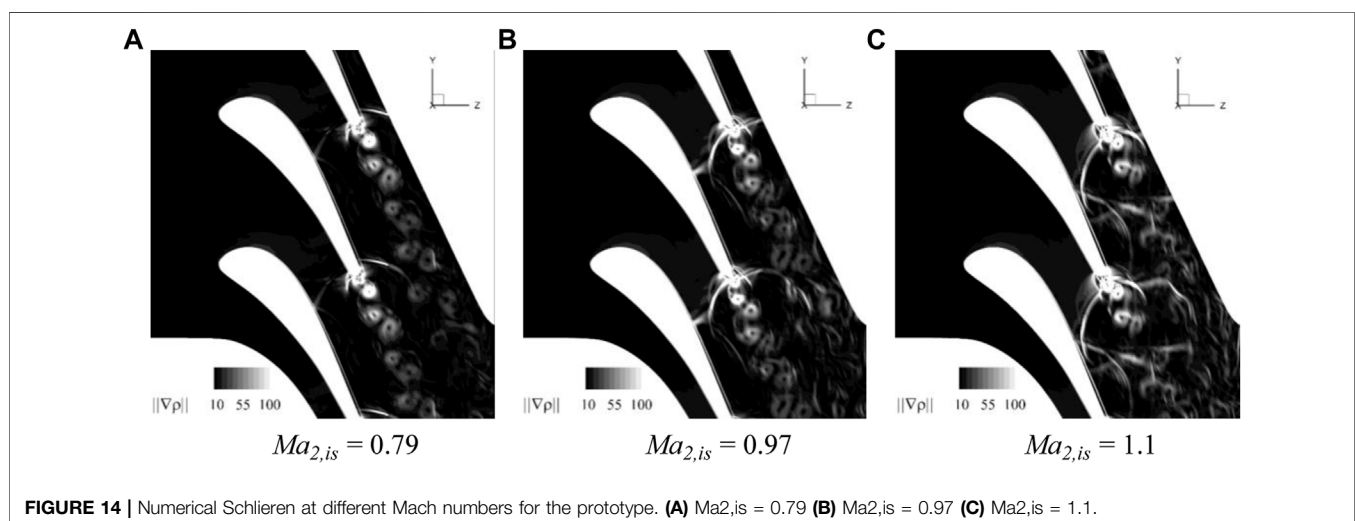 A
B
C
Y
X
Z
Y
X
Z
Y
X
Z
||∇ρ||
10 55 100
||∇ρ||
10 55 100
||∇ρ||
10 55 100
Ma2,is = 0.79
Ma2,is = 0.97
Ma2,is = 1.1
FIGURE 14 | Numerical Schlieren at different Mach numbers for the prototype. (A) Ma2,is = 0.79 (B) Ma2,is = 0.97 (C) Ma2,is = 1.1.